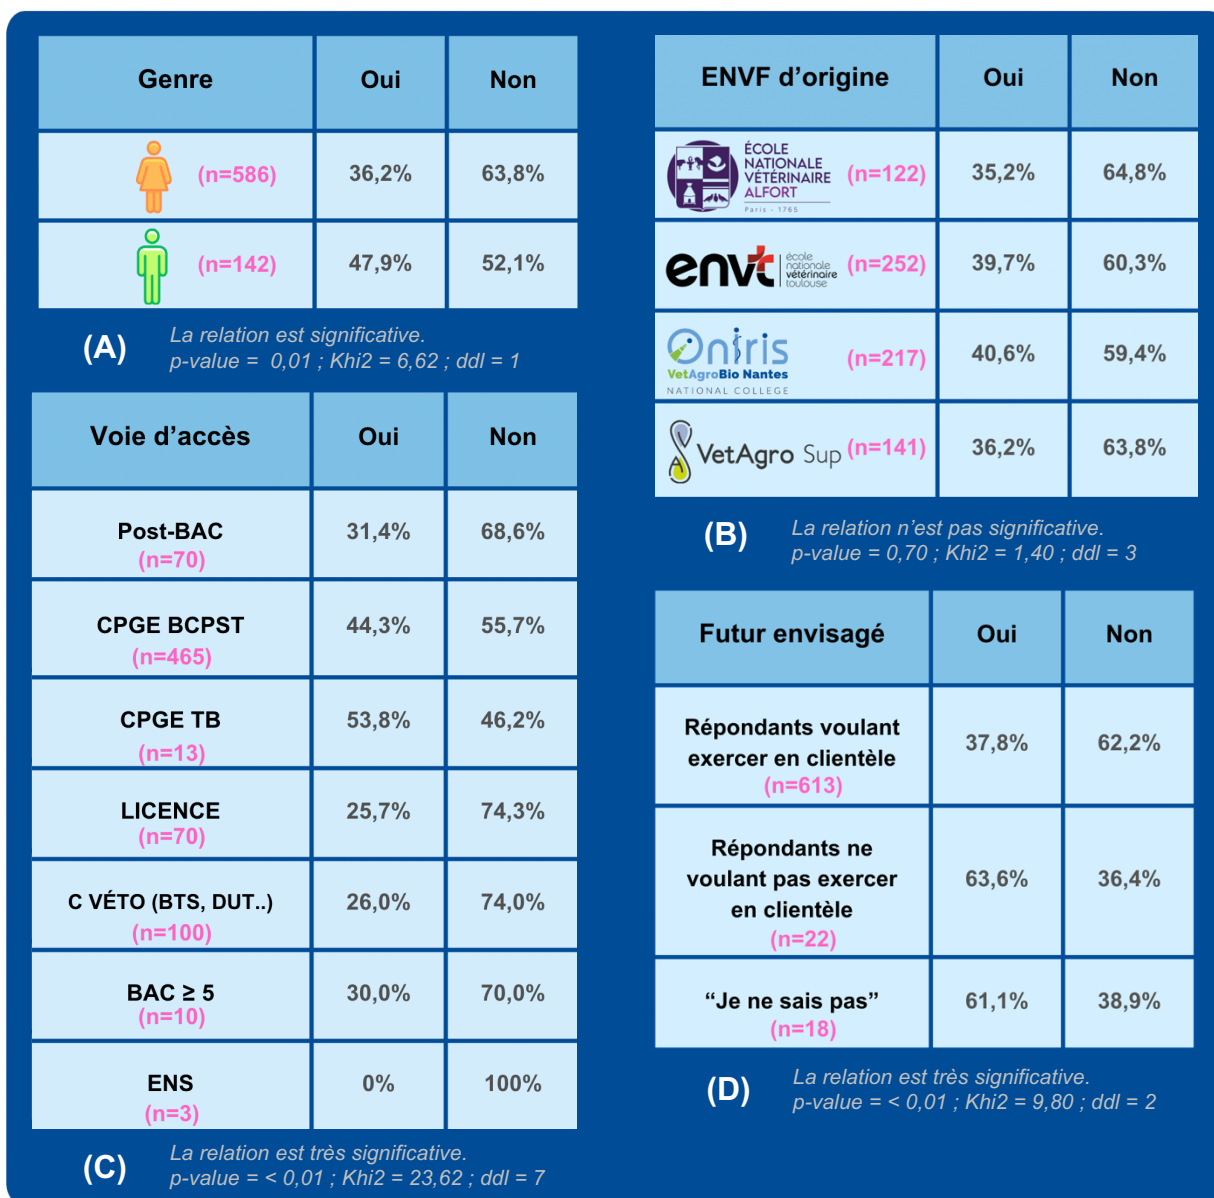 Genre Oui Non
(n=586) 36,2% 63,8%
(n=142) 47,9% 52,1%
(A)
La relation est significative.
p-value = 0,01 ; Khi2 = 6,62 ; ddl = 1
Voie d’accès Oui Non
Post-BAC
(n=70)
31,4% 68,6%
CPGE BCPST
(n=465)
44,3% 55,7%
CPGE TB
(n=13)
53,8% 46,2%
LICENCE
(n=70)
25,7% 74,3%
C VÉTO (BTS, DUT..)
(n=100)
26,0% 74,0%
BAC ≥ 5
(n=10)
30,0% 70,0%
ENS
(n=3)
0% 100%
(C)
La relation est très significative.
p-value = < 0,01 ; Khi2 = 23,62 ; ddl = 7
ENVF d’origine Oui Non
ÉCOLE
NATIONALE
VÉTÉRINAIRE
ALFORT
Paris - 1765
(n=122) 35,2% 64,8%
envt
école
nationale
vétérinaire
toulouse
(n=252) 39,7% 60,3%
Oniris
VetAgroBio Nantes
NATIONAL COLLEGE
(n=217) 40,6% 59,4%
VetAgro Sup (n=141) 36,2% 63,8%
(B)
La relation n’est pas significative.
p-value = 0,70 ; Khi2 = 1,40 ; ddl = 3
Futur envisagé Oui Non
Répondants voulant
exercer en clientèle
(n=613)
37,8% 62,2%
Répondants ne
voulant pas exercer
en clientèle
(n=22)
63,6% 36,4%
“Je ne sais pas”
(n=18)
61,1% 38,9%
(D)
La relation est très significative.
p-value = < 0,01 ; Khi2 = 9,80 ; ddl = 2